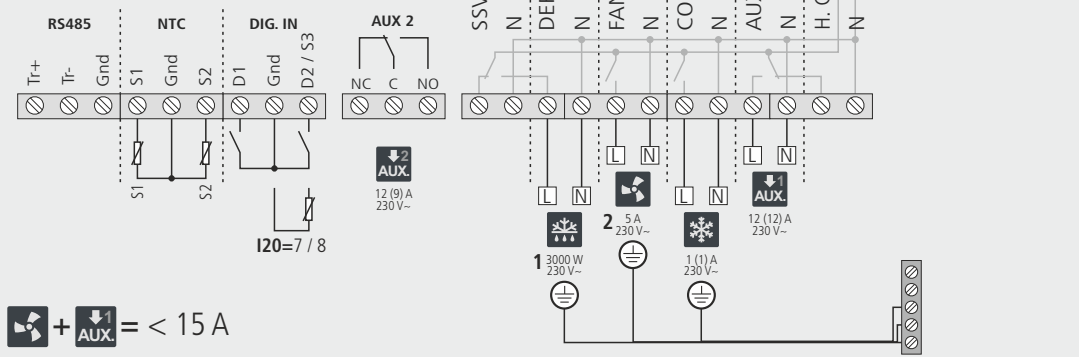 RS485 NTC DIG. IN AUX 2
Tr+ Tr- Gnd S1 Gnd S2 D1 Gnd D2 / S3
NC C NO
N N FAN N N N H. N
S1 S2
I20=7 / 8
2
AUX.
12 (9) A
230 V~
L N
1 3000 W
230 V~
L N
2 5 A
230 V~
L N
1 (1) A
230 V~
L N
1
AUX.
12 (12) A
230 V~
+ 1 AUX. = < 15 A